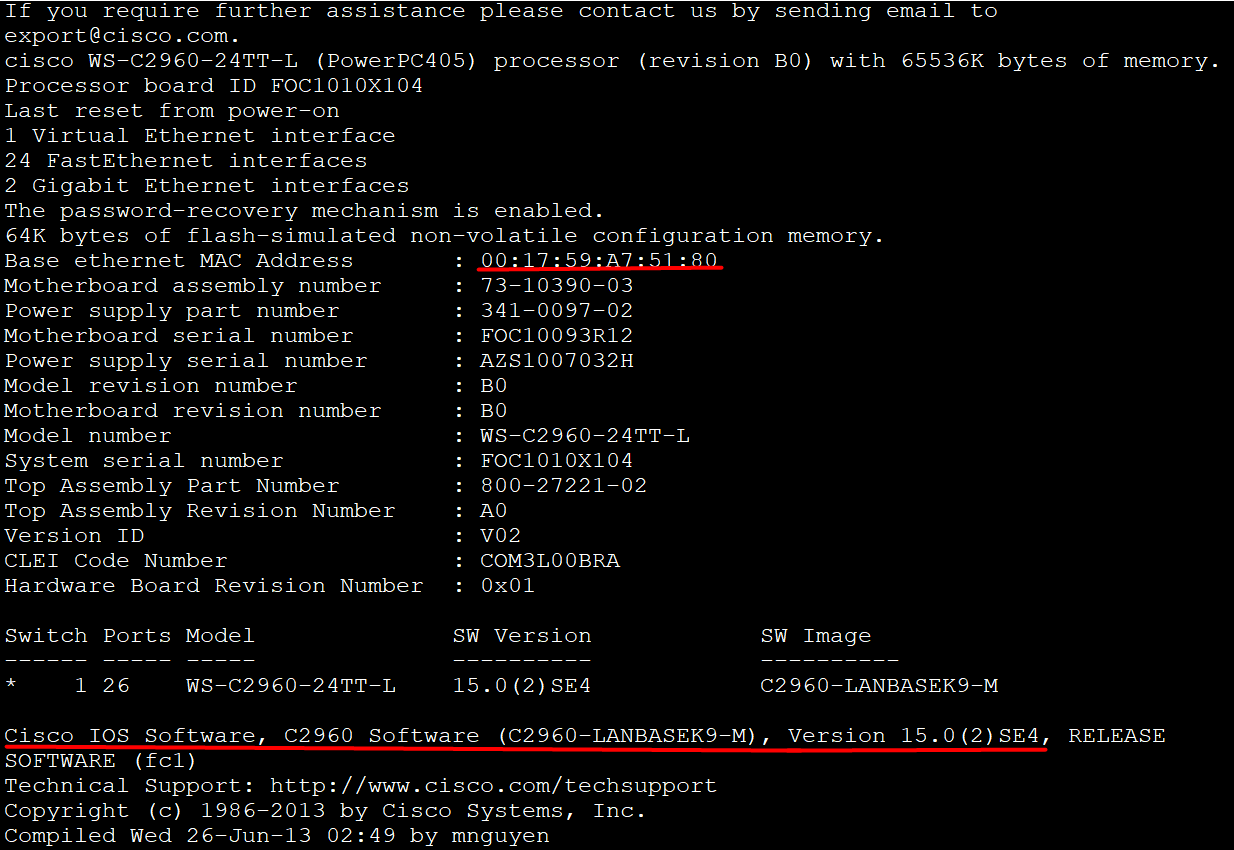 If you require further assistance please contact us by sending email to
export@cisco.com.
cisco WS-C2960-24TT-L (PowerPC405) processor (revision B0) with 65536K bytes of memory.
Processor board ID FOC1010X104
Last reset from power-on
1 Virtual Ethernet interface
24 FastEthernet interfaces
2 Gigabit Ethernet interfaces
The password-recovery mechanism is enabled.
64K bytes of flash-simulated non-volatile configuration memory.
Base ethernet MAC Address : 00:17:59:A7:51:80
Motherboard assembly number : 73-10390-03
Power supply part number : 341-0097-02
Motherboard serial number : FOC10093R12
Power supply serial number : AZS1007032H
Model revision number : B0
Motherboard revision number : B0
Model number : WS-C2960-24TT-L
System serial number : FOC1010X104
Top Assembly Part Number : 800-27221-02
Top Assembly Revision Number : A0
Version ID : V02
CLEI Code Number : COM3L00BRA
Hardware Board Revision Number : 0x01
Switch Ports Model SW Version SW Image
------ ----- ----- ---------- ----------
* 1 26 WS-C2960-24TT-L 15.0(2)SE4 C2960-LANBASEK9-M
Cisco IOS Software, C2960 Software (C2960-LANBASEK9-M), Version 15.0(2)SE4, RELEASE
SOFTWARE (fc1)
Technical Support: http://www.cisco.com/techsupport
Copyright (c) 1986-2013 by Cisco Systems, Inc.
Compiled Wed 26-Jun-13 02:49 by mnguyen